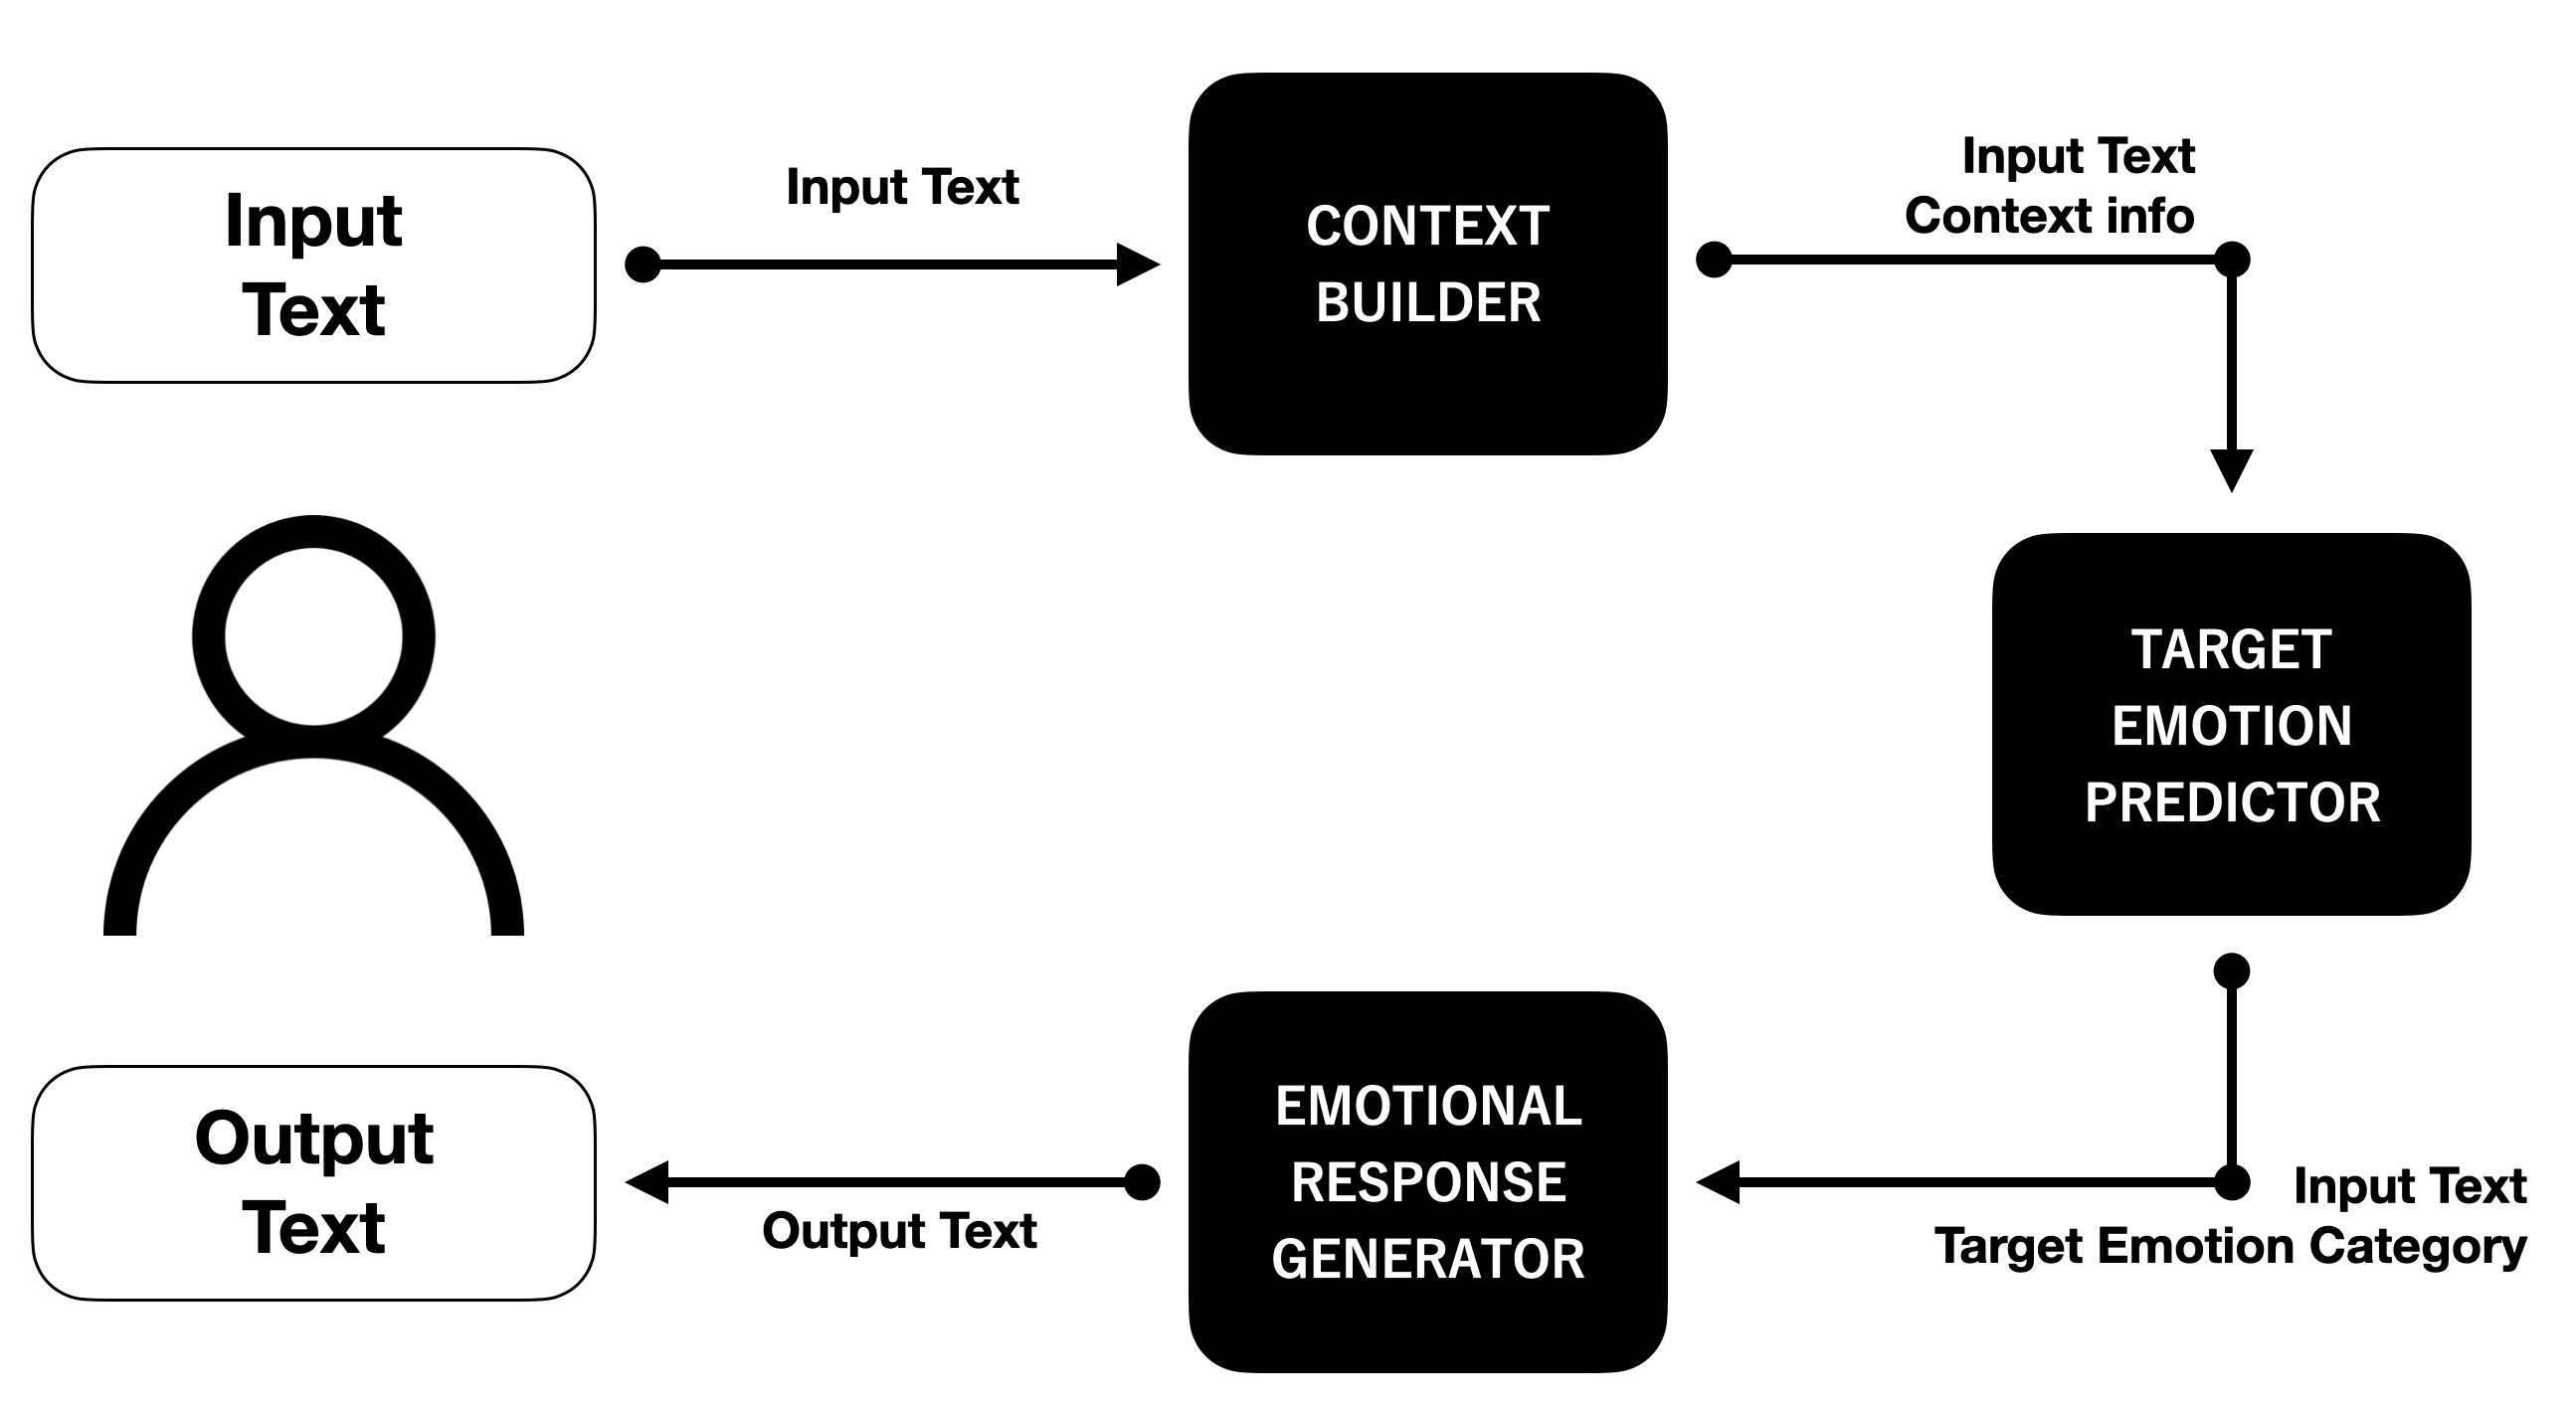 Input
Text
Input Text
CONTEXT
BUILDER
Input Text
Context info
TARGET
EMOTION
PREDICTOR
Input Text
Target Emotion Category
EMOTIONAL
RESPONSE
GENERATOR
Output Text
Output
Text